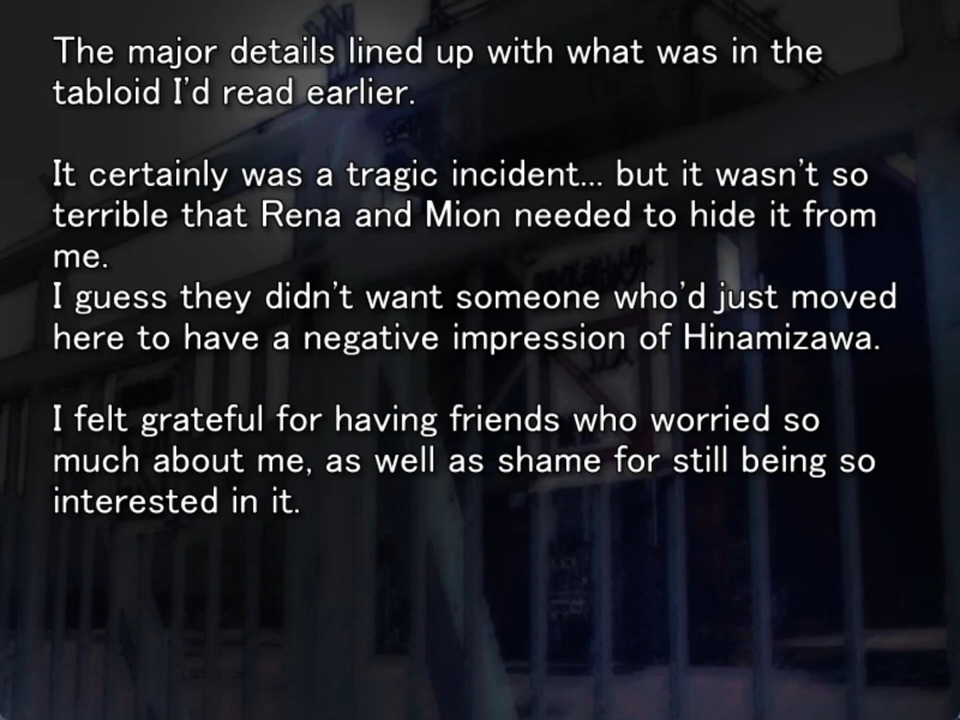 The major details lined up with what was in the
tabloid I'd read earlier.
It certainly was a tragic incident... but it wasn't so
terrible that Rena and Mion needed to hide it from
me.
I guess they didn't want someone who'd just moved
here to have a negative impression of Hinamizawa.
I felt grateful for having friends who worried so
much about me, as well as shame for still being so
interested in it.